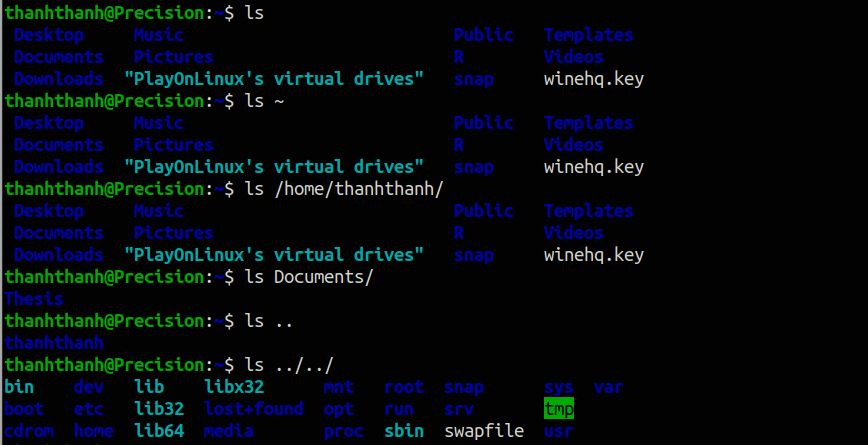 thanhthanh@Precision:~$ ls
Desktop Music Public Templates
Documents Pictures R Videos
Downloads "PlayOnLinux's virtual drives" snap winehq.key
thanhthanh@Precision:~$ ls ~
Desktop Music Public Templates
Documents Pictures R Videos
Downloads "PlayOnLinux's virtual drives" snap winehq.key
thanhthanh@Precision:~$ ls /home/thanhthanh/
Desktop Music Public Templates
Documents Pictures R Videos
Downloads "PlayOnLinux's virtual drives" snap winehq.key
thanhthanh@Precision:~$ ls Documents/
Thesis
thanhthanh@Precision:~$ ls ..
thanhthanh
thanhthanh@Precision:~$ ls ../../
bin dev lib libx32 mnt root snap sys var
boot etc lib32 lost+found opt run srv tmp
cdrom home lib64 media proc sbin swapfile usr